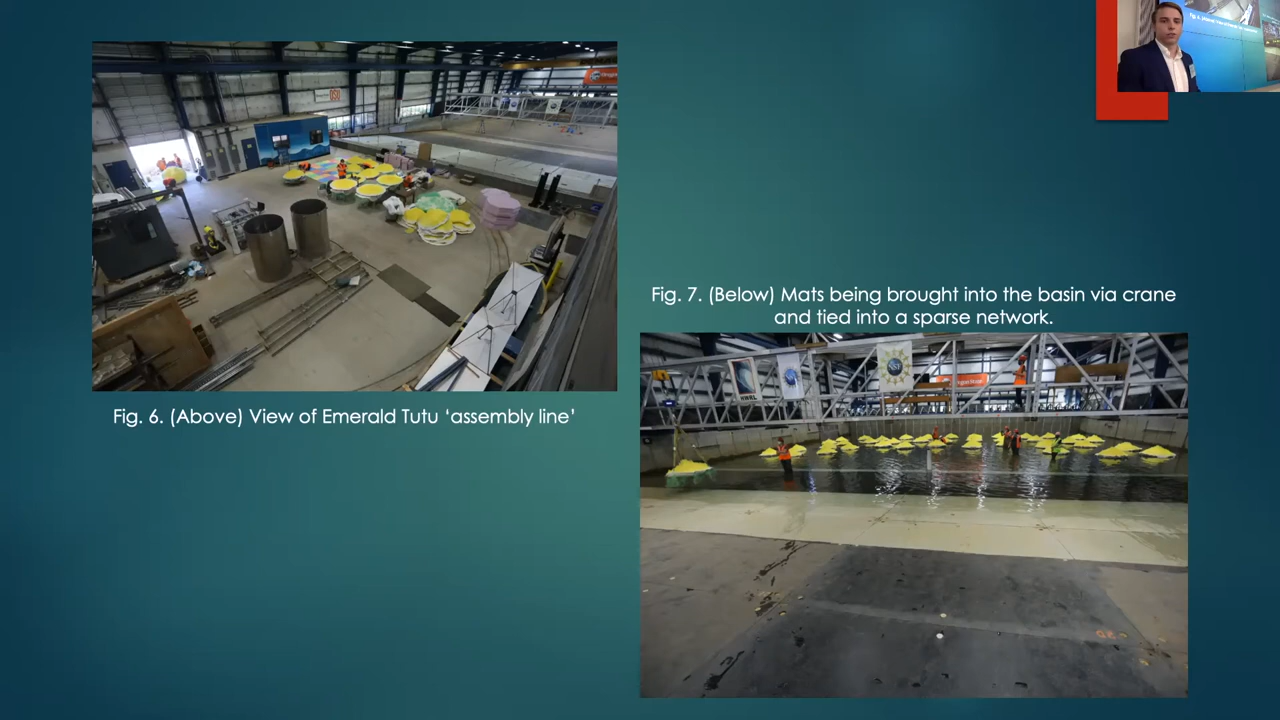 Fig. 6. (Above) View of Emerald Tutu ‘assembly line’
Fig. 7. (Below) Mats being brought into the basin via crane
and tied into a sparse network.